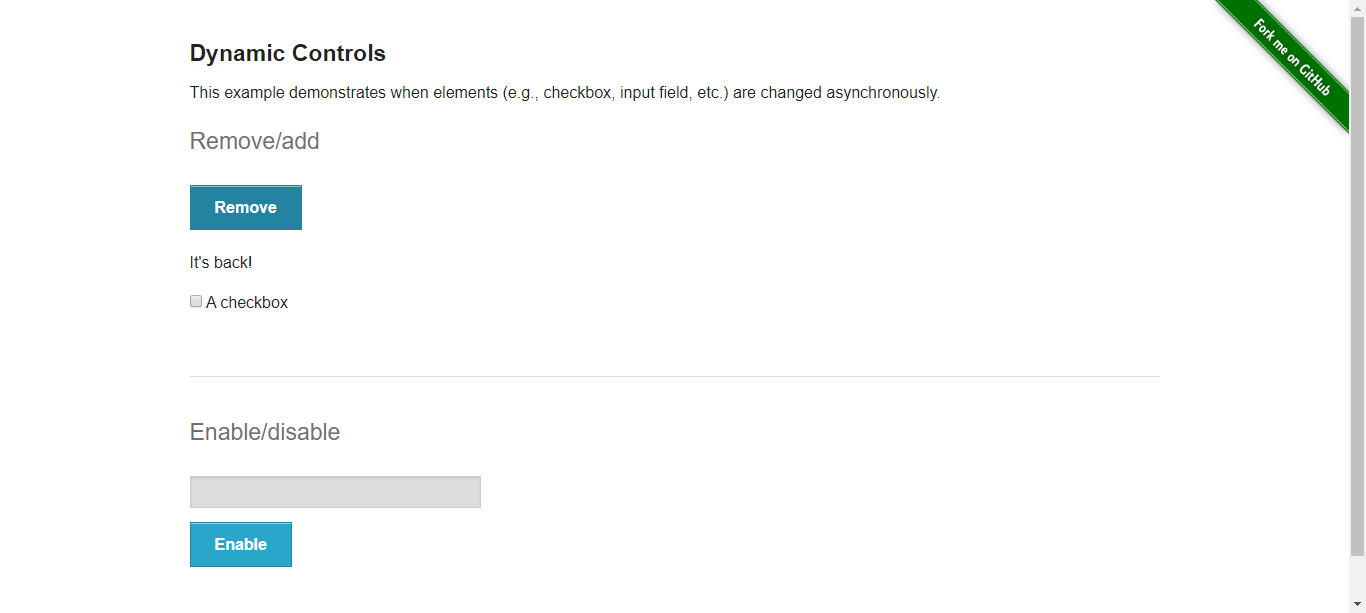 Fork me on GitHub
Dynamic Controls
This example demonstrates when elements (e.g., checkbox, input field, etc.) are changed asynchronously.
Remove/add
Remove
It's back!
A checkbox
Enable/disable
Enable